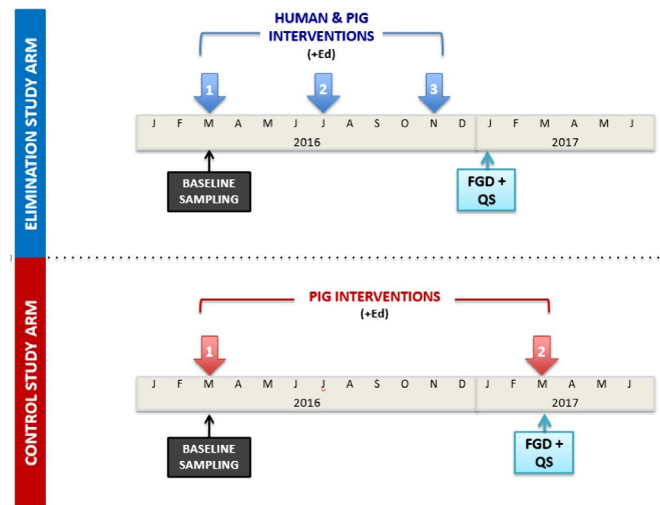 ELIMINATION STUDY ARM
HUMAN & PIG
INTERVENTIONS
(+Ed)
1 2 3
J F M A M J J A S O N D J F M A M J
2016 2017
BASELINE
SAMPLING
FGD +
QS
CONTROL STUDY ARM
PIG INTERVENTIONS
(+Ed)
1 2
J F M A M J J A S O N D J F M A M J
2016 2017
BASELINE
SAMPLING
FGD +
QS